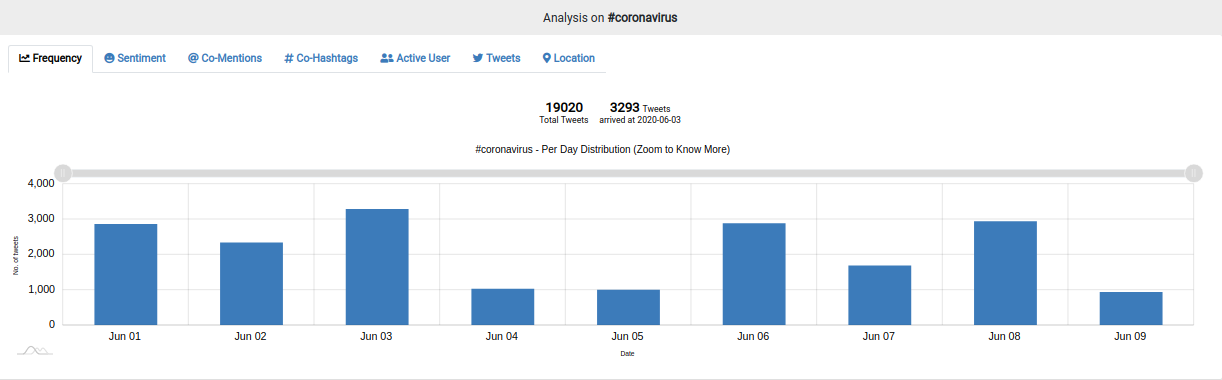 Analysis on #coronavirus
Frequency Sentiment @ Co-Mentions # Co-Hashtags Active User Tweets Location
19020 3293 Tweets
Total Tweets arrived at 2020-06-03
#coronavirus - Per Day Distribution (Zoom to Know More)
4,000
3,000
2,000
1,000
0
No. of tweets
Jun 01 Jun 02 Jun 03 Jun 04 Jun 05 Jun 06 Jun 07 Jun 08 Jun 09
Date